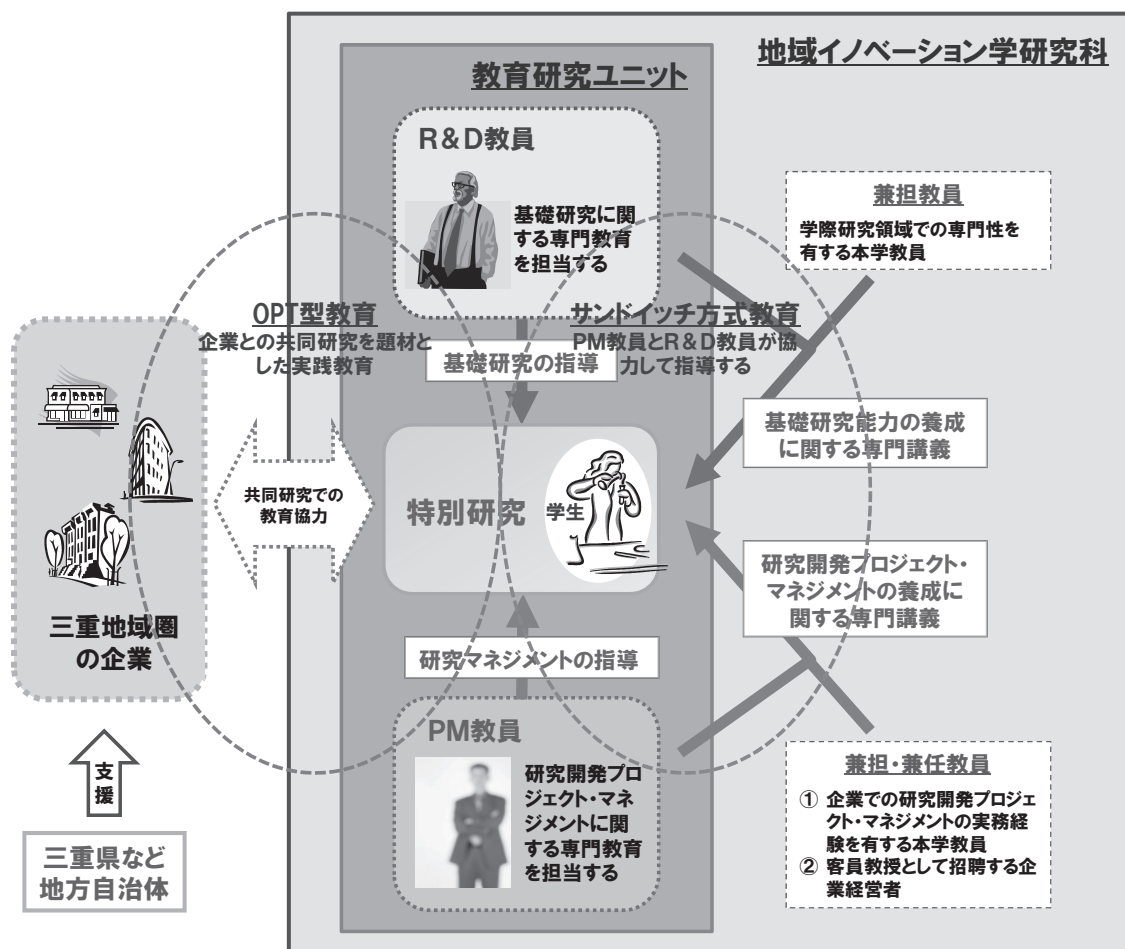 地域イノベーション学研究科
教育研究ユニット
R＆D教員
基礎研究に関
する専門教育
を担当する
兼担教員
学際研究領域での専門性を
有する本学教員
OPT型教育
企業との共同研究を題材と
した実践教育
サンドイッチ方式教育
PM教員とR＆D教員が協
力して指導する
基礎研究の指導
基礎研究能力の養成
に関する専門講義
共同研究での
教育協力
特別研究
学生
研究開発プロジェクト・
マネジメントの養成に
関する専門講義
三重地域圏
の企業
研究マネジメントの指導
PM教員
研究開発プロ
ジェクト・マネ
ジメントに関
する専門教育
を担当する
兼担・兼任教員
① 企業での研究開発プロジェ
クト・マネジメントの実務経
験を有する本学教員
② 客員教授として招聘する企
業経営者
支
援
三重県など
地方自治体